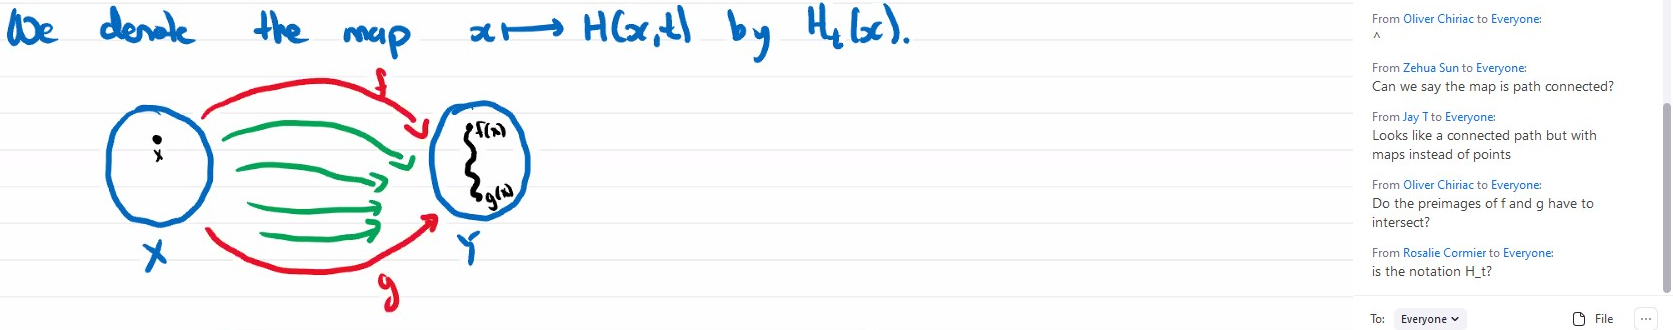 We denote the map x ↦ H(x,t) by H_t(x).
f
x
f(x)
g(x)
X
Y
g
From Oliver Chiriac to Everyone:
^
From Zehua Sun to Everyone:
Can we say the map is path connected?
From Jay T to Everyone:
Looks like a connected path but with
maps instead of points
From Oliver Chiriac to Everyone:
Do the preimages of f and g have to
intersect?
From Rosalie Cormier to Everyone:
is the notation H_t?
To: Everyone File ...